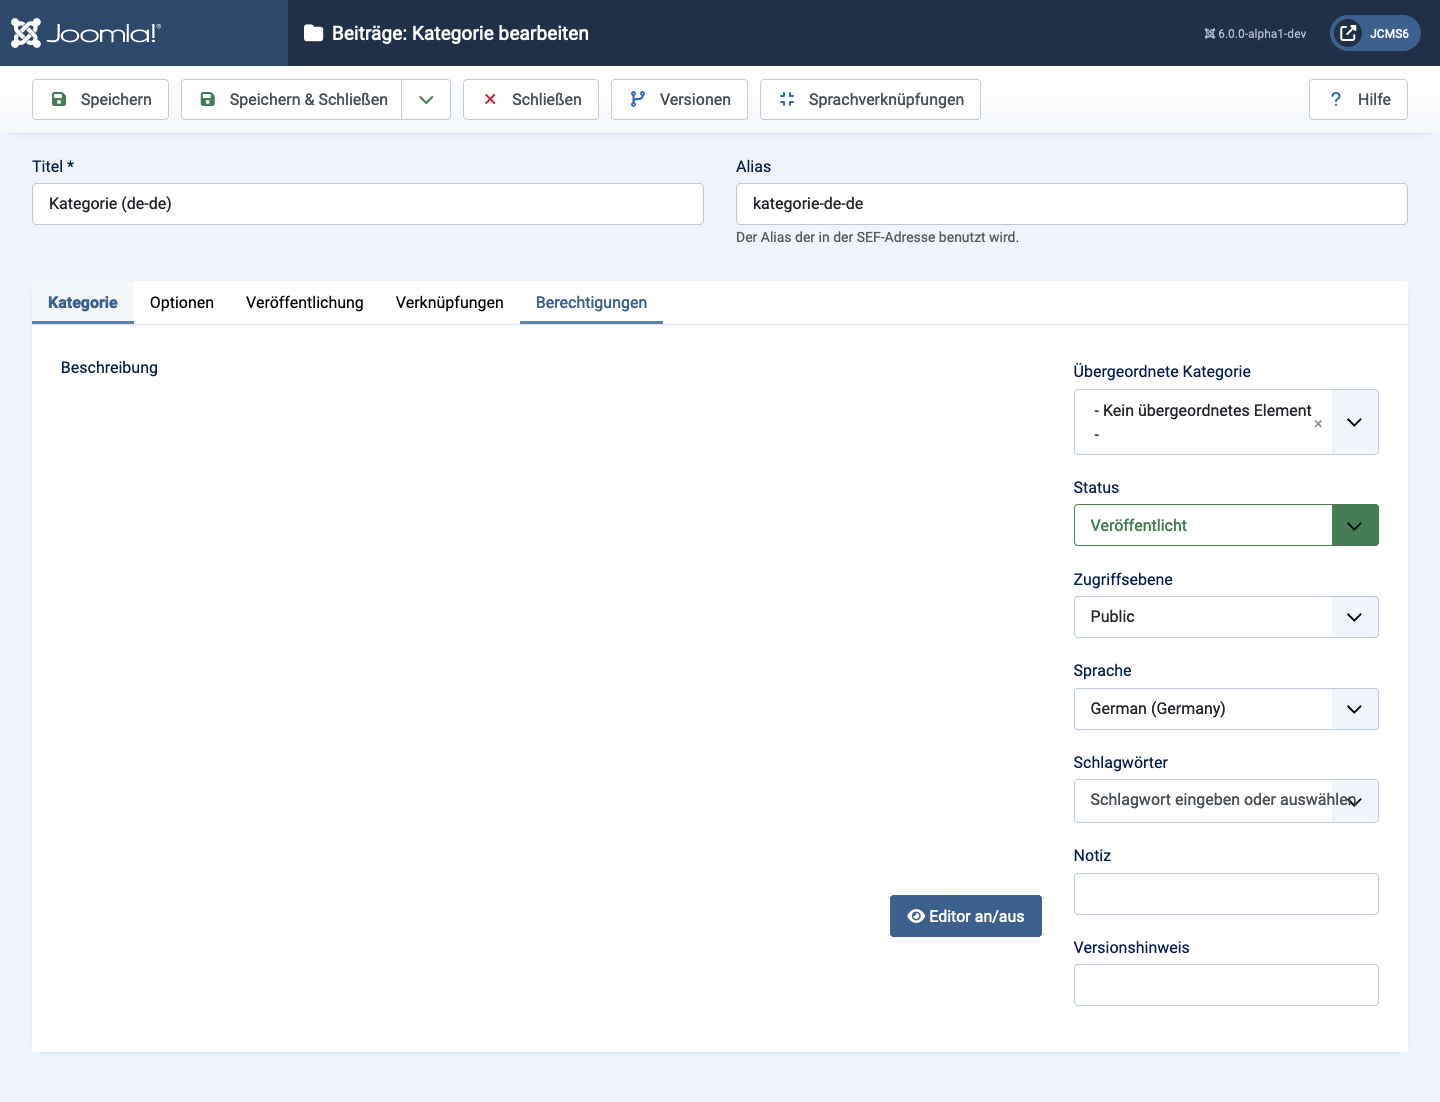 Joomla!®
Beiträge: Kategorie bearbeiten
6.0.0-alpha1-dev
JCMS6
Speichern
Speichern & Schließen
Schließen
Versionen
Sprachverknüpfungen
Hilfe
Titel *
Kategorie (de-de)
Alias
kategorie-de-de
Der Alias der in der SEF-Adresse benutzt wird.
Kategorie
Optionen
Veröffentlichung
Verknüpfungen
Berechtigungen
Beschreibung
Editor an/aus
Übergeordnete Kategorie
- Kein übergeordnetes Element
-
Status
Veröffentlicht
Zugriffsebene
Public
Sprache
German (Germany)
Schlagwörter
Schlagwort eingeben oder auswählen
Notiz
Versionshinweis